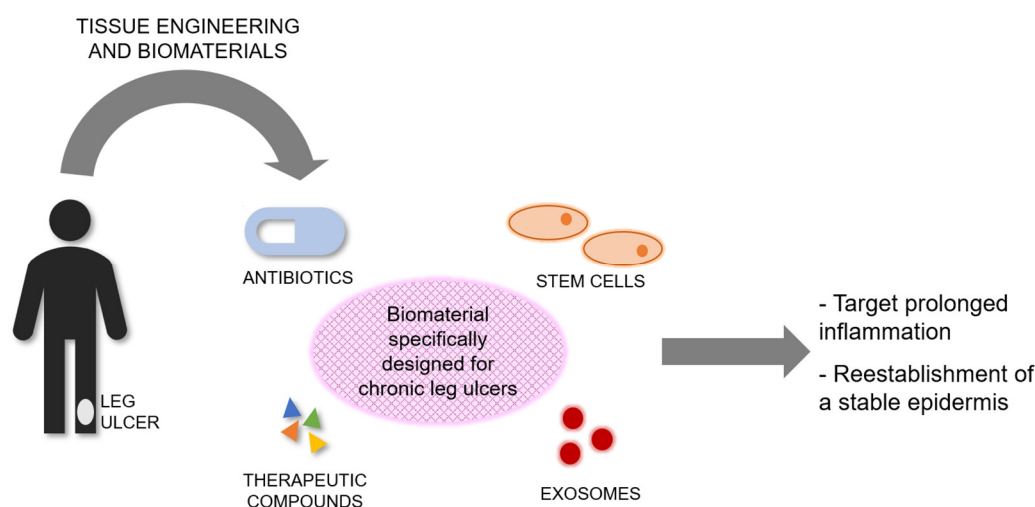 TISSUE ENGINEERING
AND BIOMATERIALS
ANTIBIOTICS
STEM CELLS
Biomaterial
specifically
designed for
chronic leg ulcers
LEG
ULCER
THERAPEUTIC
COMPOUNDS
EXOSOMES
- Target prolonged
inflammation
- Reestablishment of
a stable epidermis